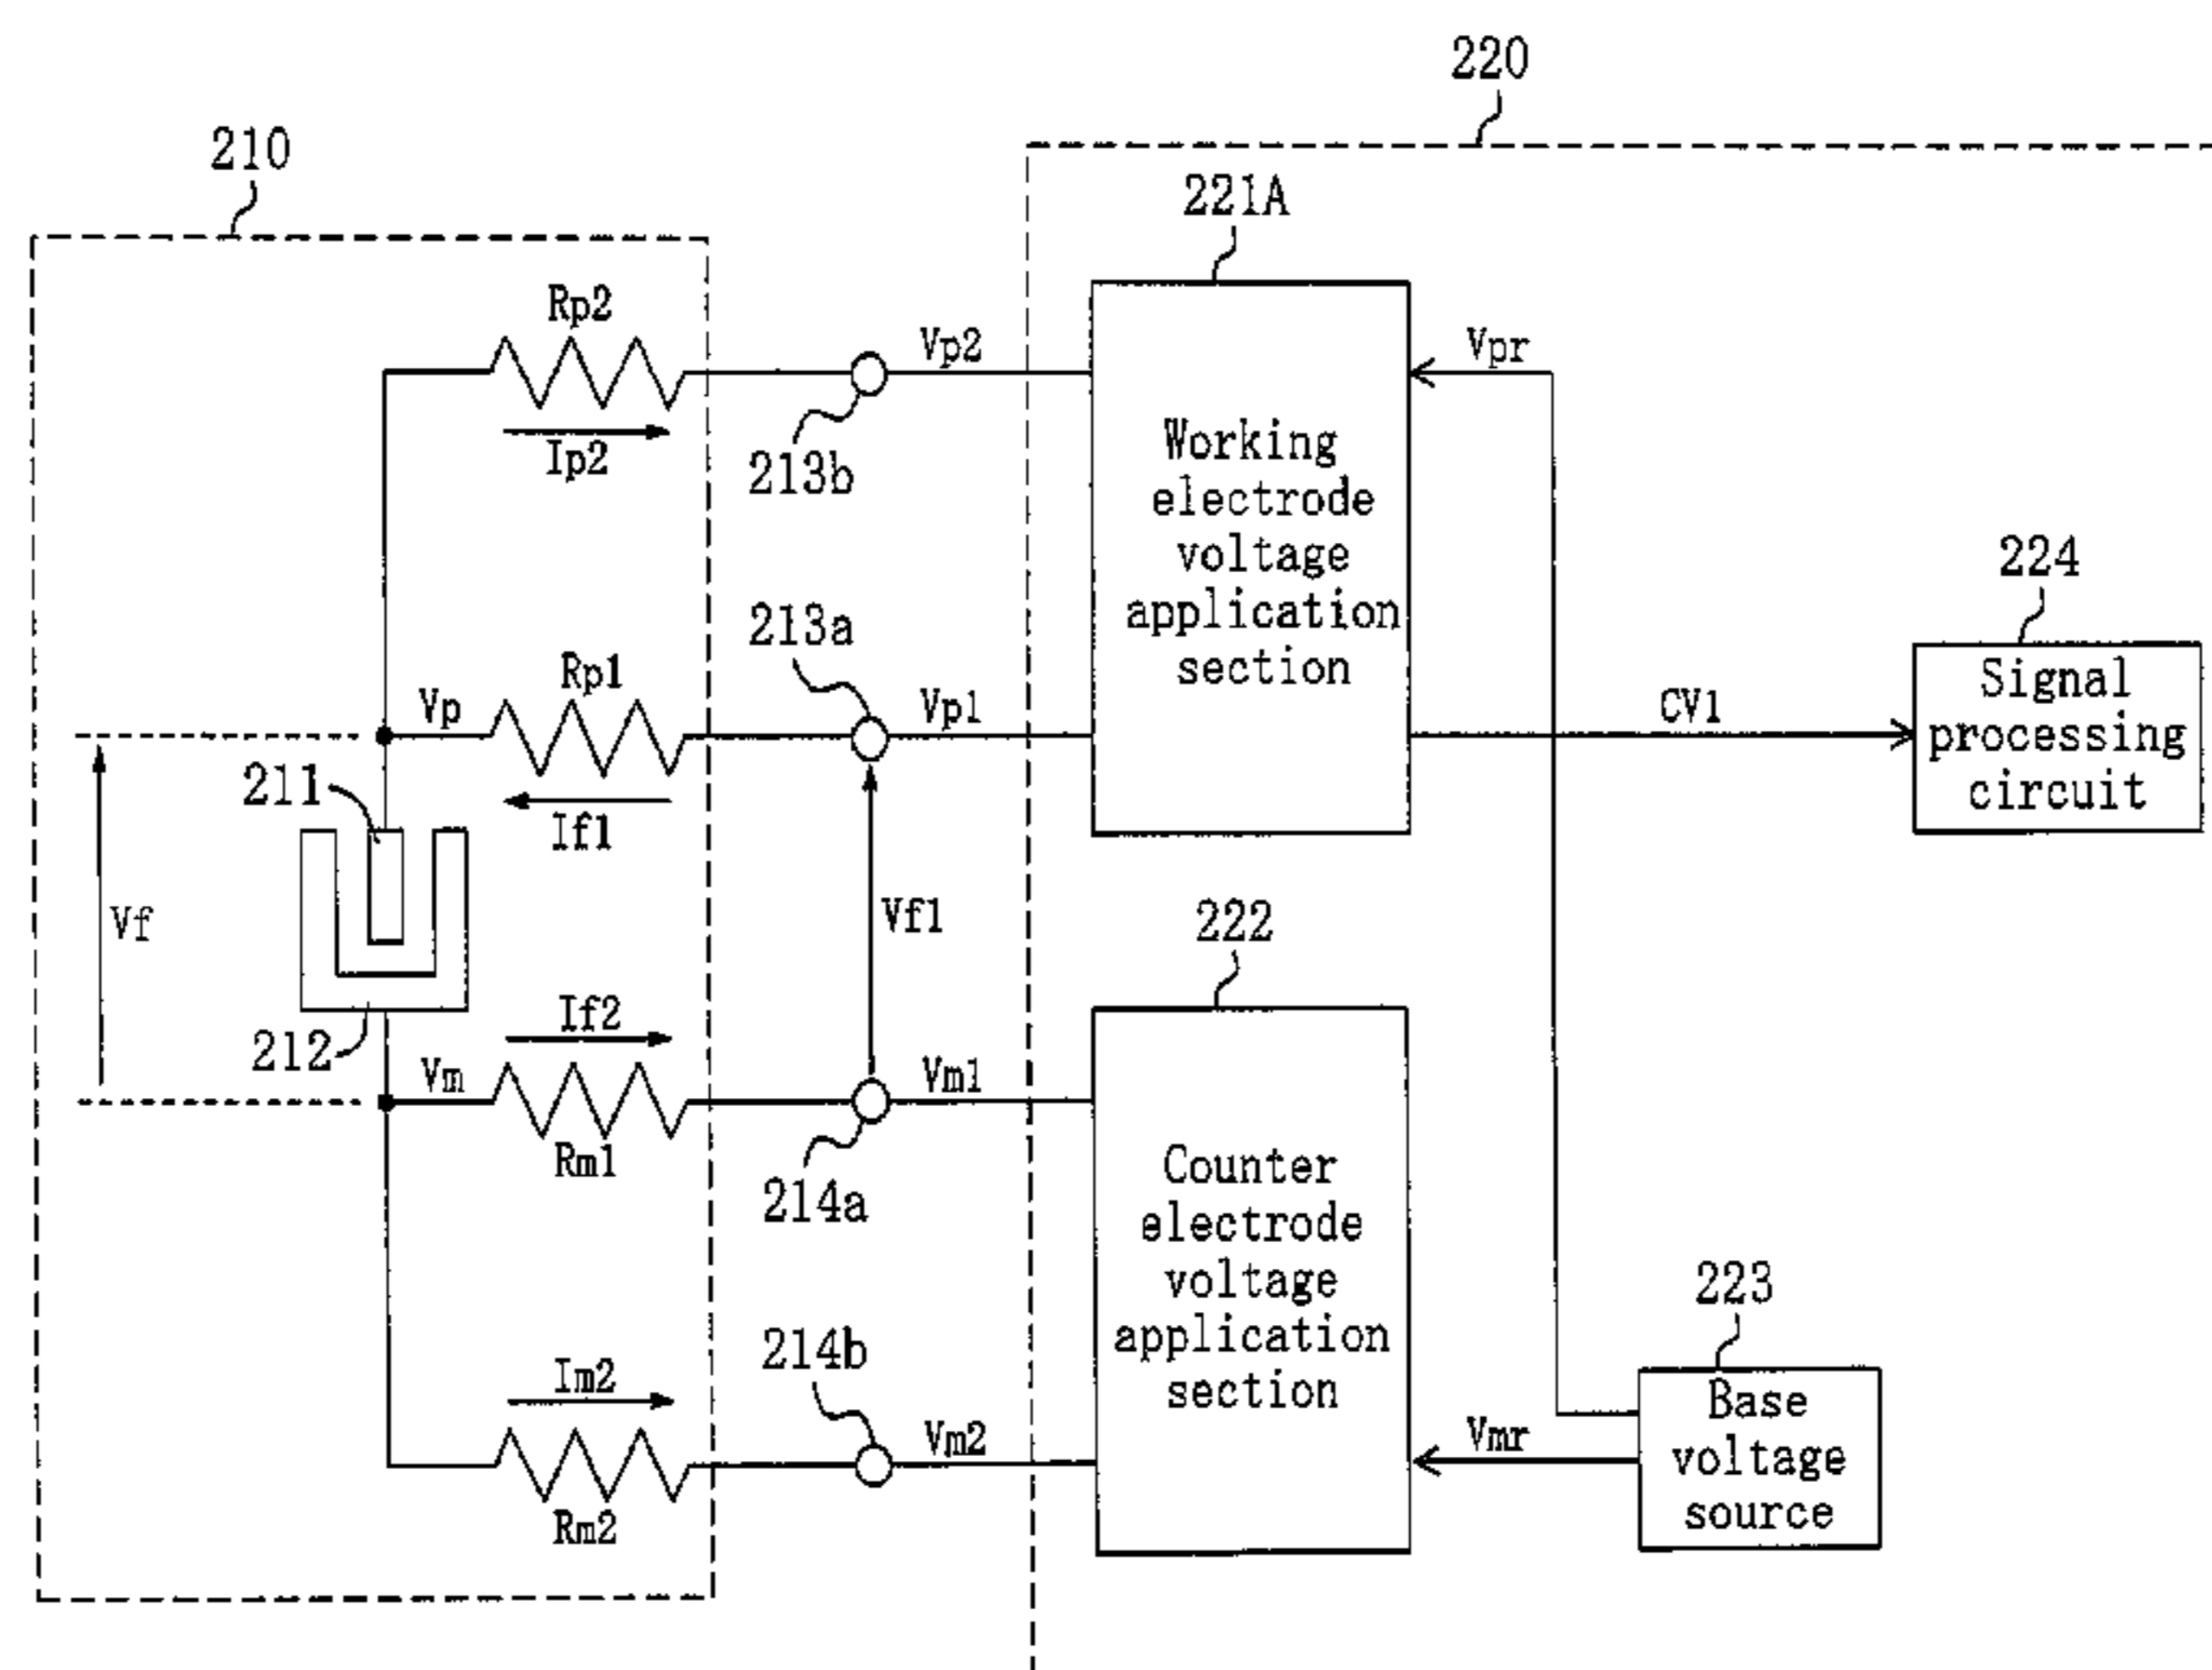 220
210
221A
Rp2
Vp2
Vpr
Ip2
213b
Working
electrode
voltage
application
section
224
213a
Rp1
Vp
Vp1
CV1
Signal
processing
circuit
211
If1
Vf
Vf1
222
If2
212
Vm
Vm1
Rm1
214a
Counter
electrode
voltage
application
section
223
214b
Im2
Vm2
Vmr
Base
voltage
source
Rm2